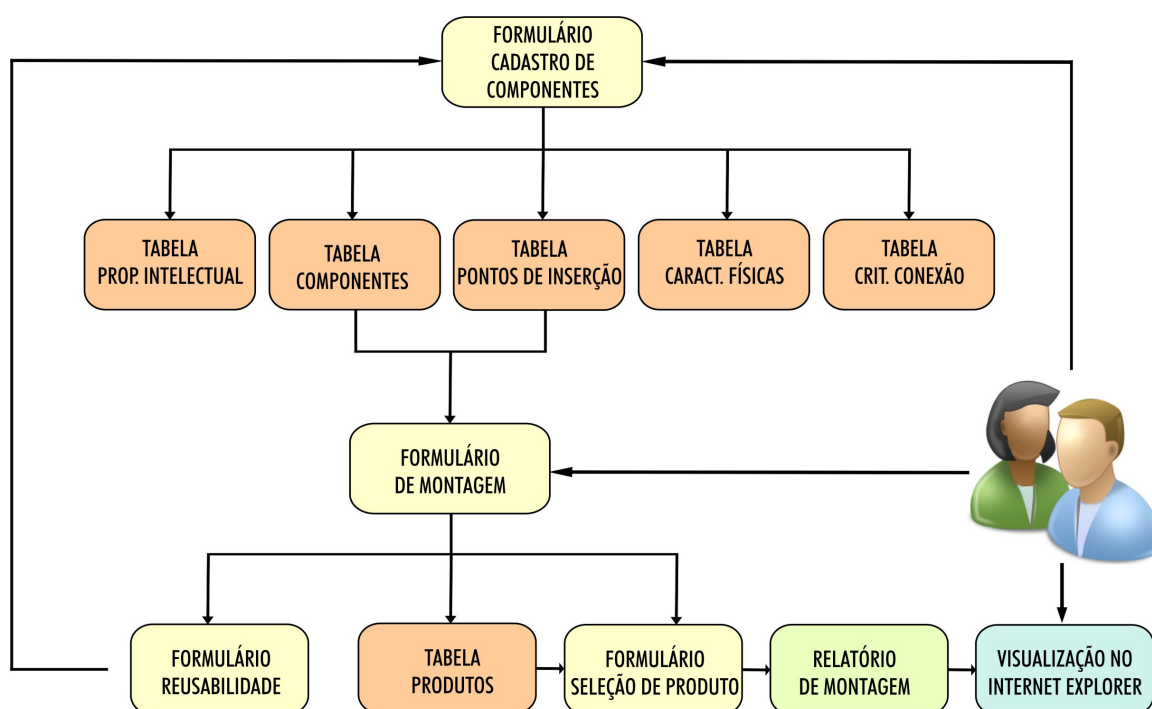 FORMULÁRIO
CADASTRO DE
COMPONENTES
TABELA
PROP. INTELECTUAL
TABELA
COMPONENTES
TABELA
PONTOS DE INSERÇÃO
TABELA
CARACT. FÍSICAS
TABELA
CRIT. CONEXÃO
FORMULÁRIO
DE MONTAGEM
FORMULÁRIO
REUSABILIDADE
TABELA
PRODUTOS
FORMULÁRIO
SELEÇÃO DE PRODUTO
RELATÓRIO
DE MONTAGEM
VISUALIZAÇÃO NO
INTERNET EXPLORER